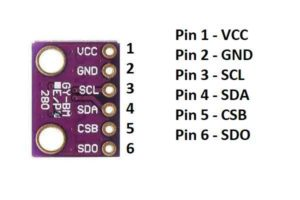 VCC 1
GND 2
SCL 3
SDA 4
CSB 5
SDO 6
GY-BM
E/P
280
Pin 1 - VCC
Pin 2 - GND
Pin 3 - SCL
Pin 4 - SDA
Pin 5 - CSB
Pin 6 - SDO